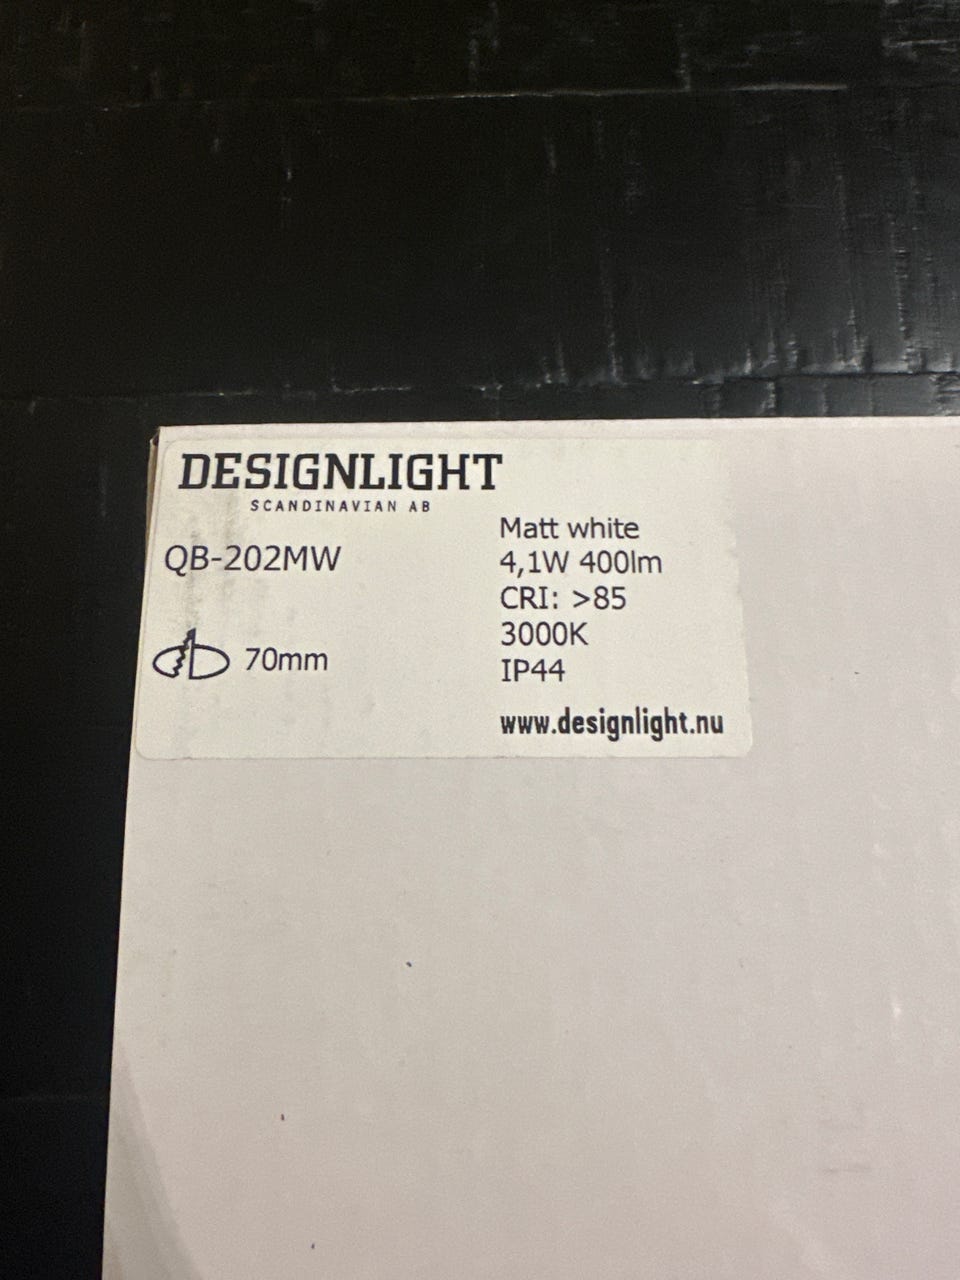 DESIGNLIGHT
SCANDINAVIAN AB
QB-202MW
70mm
Matt white
4,1W 400lm
CRI: >85
3000K
IP44
www.designlight.nu